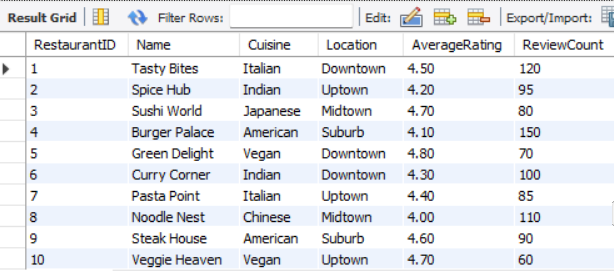 Result Grid Filter Rows: Edit: Export/Import:
RestaurantID Name Cuisine Location AverageRating ReviewCount
1 Tasty Bites Italian Downtown 4.50 120
2 Spice Hub Indian Uptown 4.20 95
3 Sushi World Japanese Midtown 4.70 80
4 Burger Palace American Suburb 4.10 150
5 Green Delight Vegan Downtown 4.80 70
6 Curry Corner Indian Downtown 4.30 100
7 Pasta Point Italian Uptown 4.40 85
8 Noodle Nest Chinese Midtown 4.00 110
9 Steak House American Suburb 4.60 90
10 Veggie Heaven Vegan Uptown 4.70 60